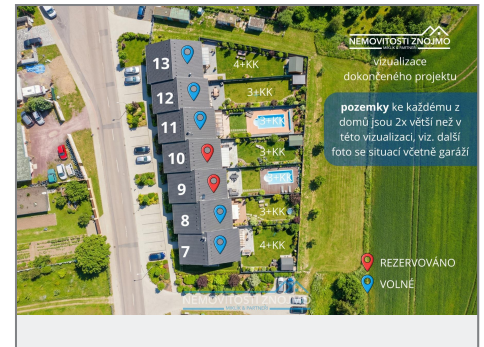 NEMOVITOSTI ZNOJMO
vizualizace
dokončeného projektu
pozemky ke každému z
domů jsou 2x větší než v
této vizualizaci, viz. další
foto se situací včetně garáží
13
4+KK
12
3+KK
11
3+KK
10
3+KK
9
3+KK
8
3+KK
7
4+KK
REZERVOVÁNO
VOLNÉ
NEMOVITOSTI ZNOJMO